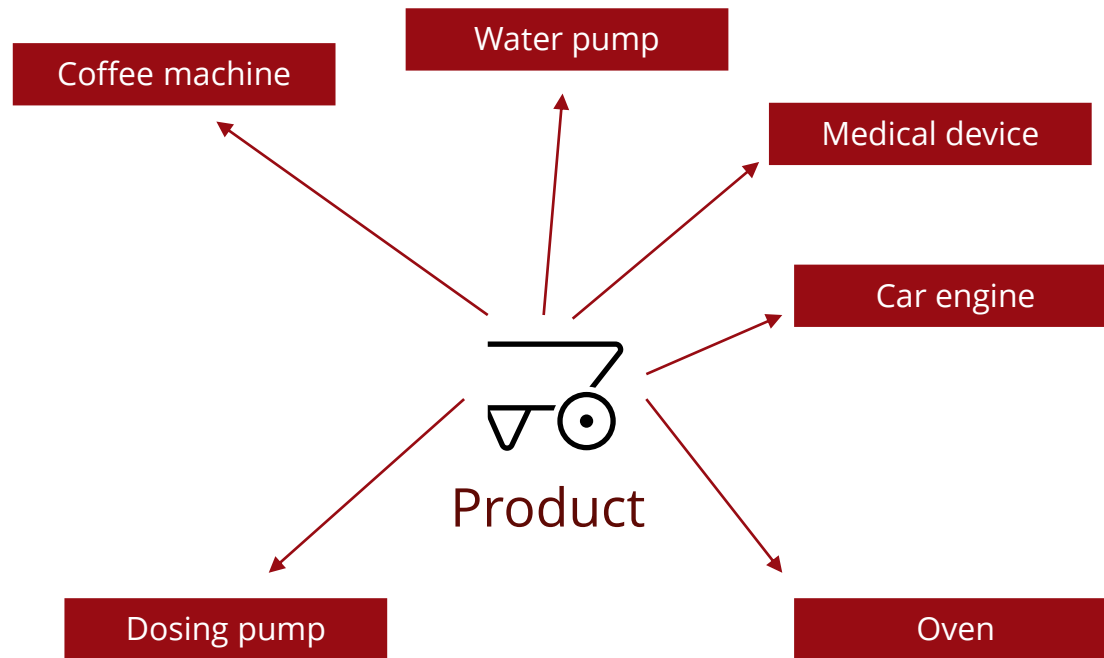 Water pump
Coffee machine
Medical device
Car engine
Product
Dosing pump
Oven